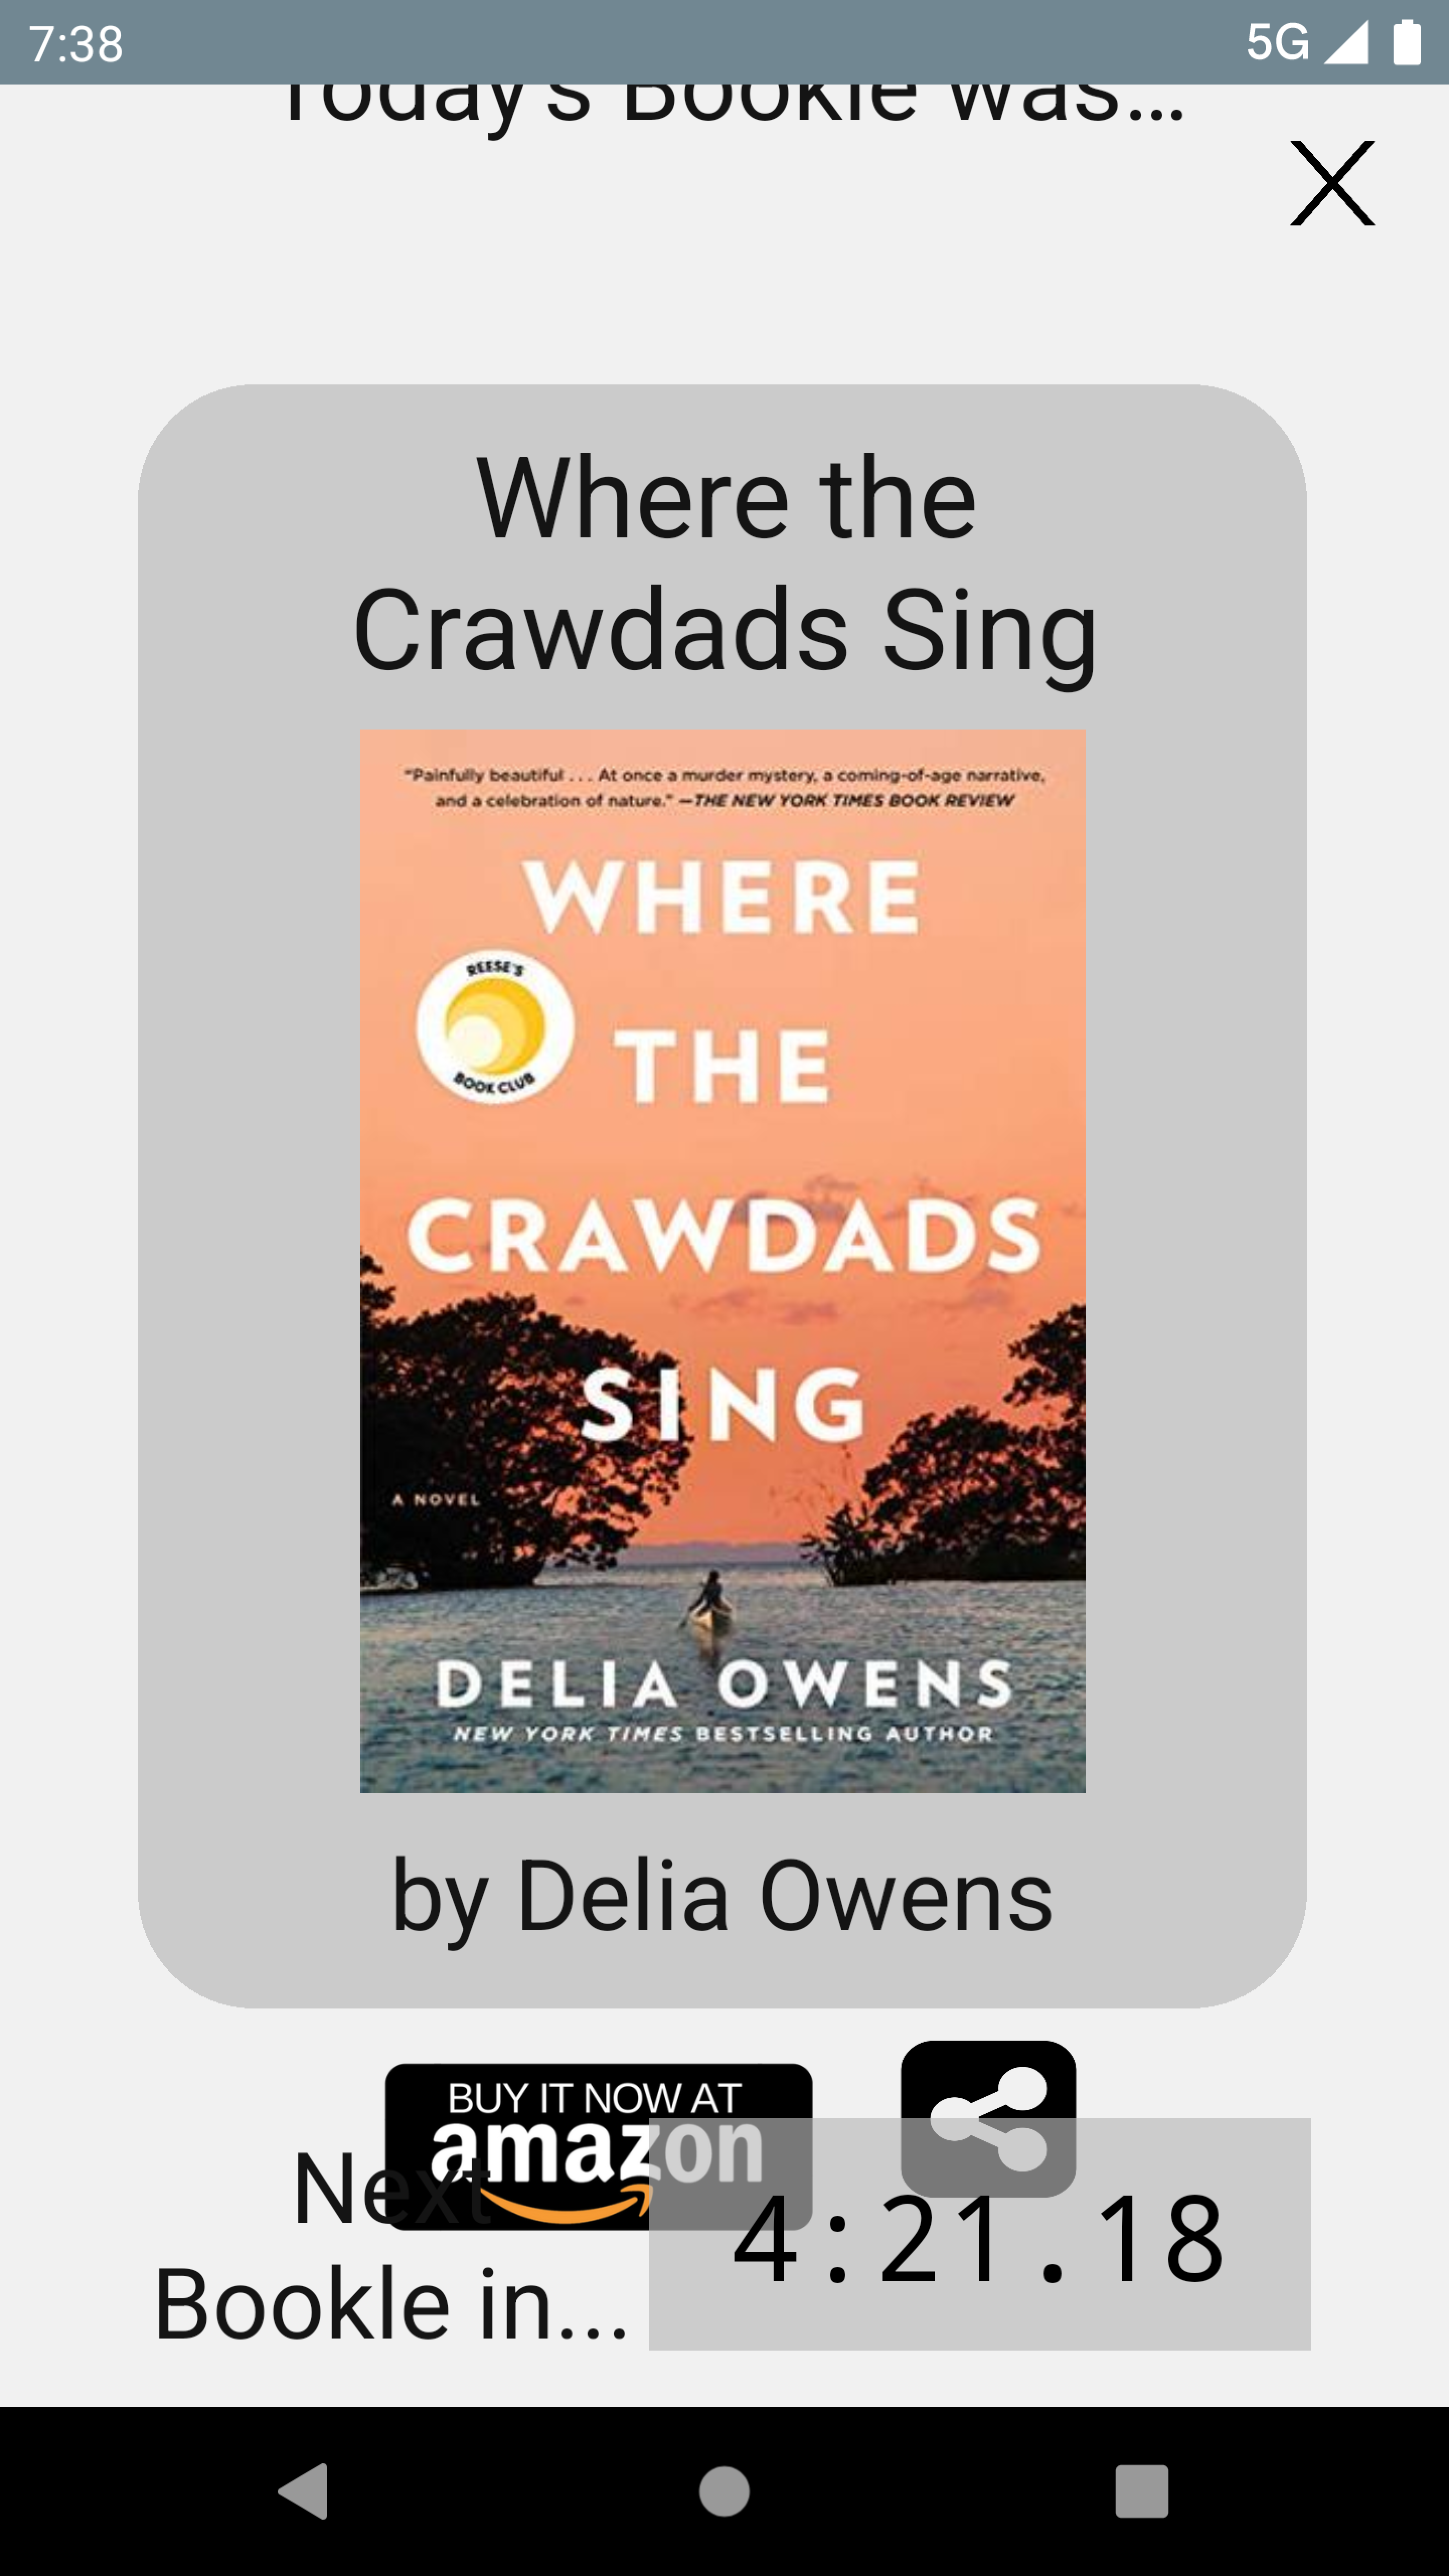 7:38
5G
Today's Bookle was...
Where the
Crawdads Sing
"Painfully beautiful . . . At once a murder mystery, a coming-of-age narrative,
and a celebration of nature." —THE NEW YORK TIMES BOOK REVIEW
WHERE
REESE'S
BOOK CLUB
THE
CRAWDADS
SING
A NOVEL
DELIA OWENS
NEW YORK TIMES BESTSELLING AUTHOR
by Delia Owens
BUY IT NOW AT
amazon
Next
Bookle in...
4:21.18